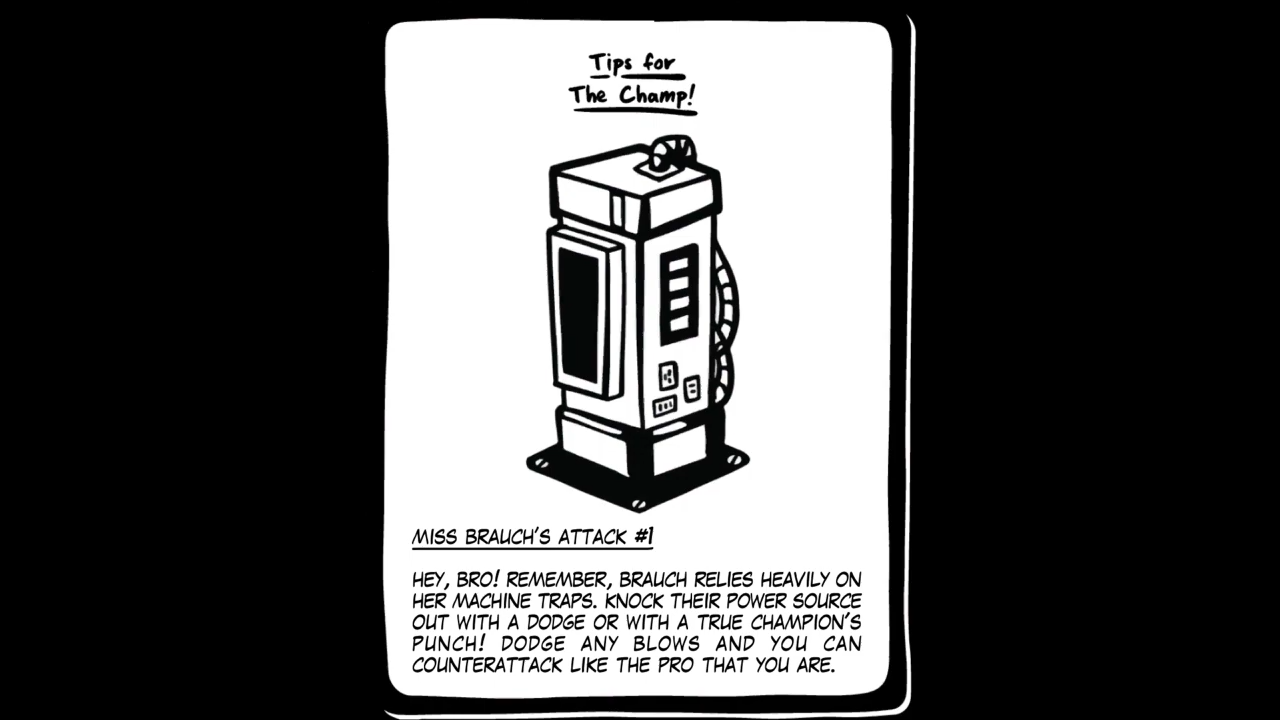 Tips for
The Champ!
MISS BRAUCH'S ATTACK #1
HEY, BRO! REMEMBER, BRAUCH RELIES HEAVILY ON
HER MACHINE TRAPS. KNOCK THEIR POWER SOURCE
OUT WITH A DODGE OR WITH A TRUE CHAMPION'S
PUNCH! DODGE ANY BLOWS AND YOU CAN
COUNTERATTACK LIKE THE PRO THAT YOU ARE.